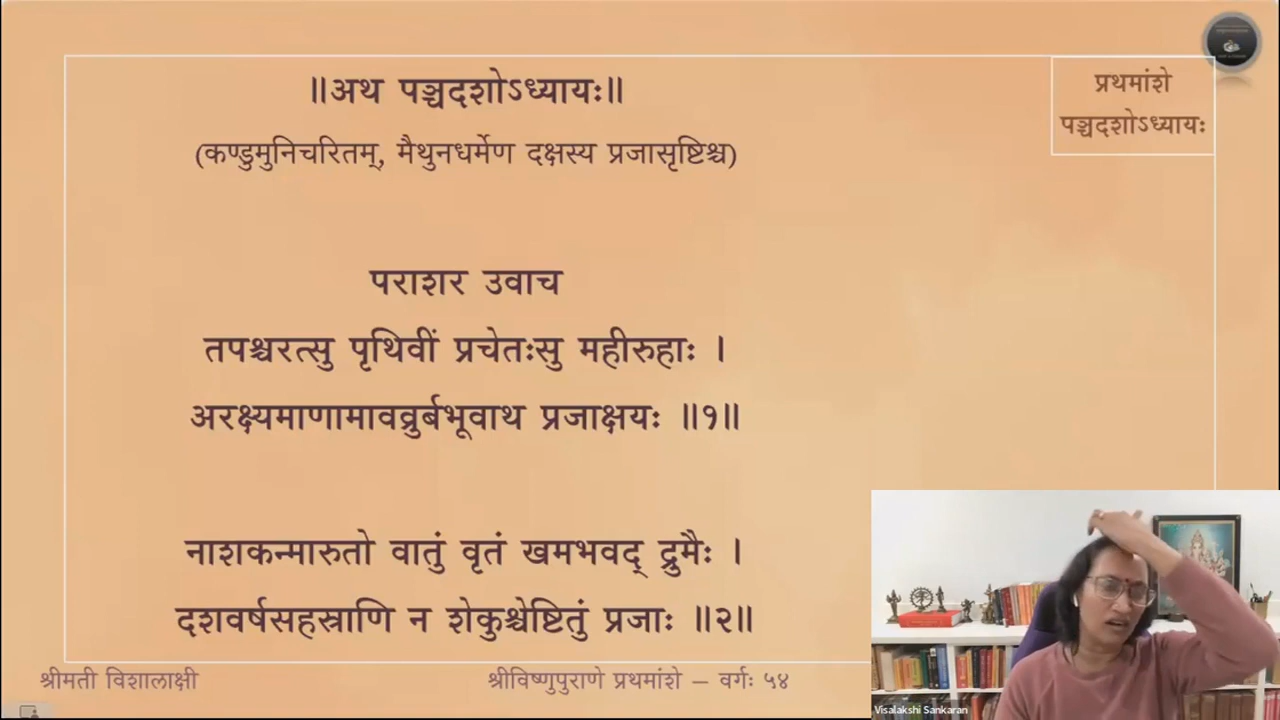 ॥अथ पञ्चदशोऽध्यायः॥
(कण्डुमुनिचरितम्, मैथुनधर्मेण दक्षस्य प्रजासृष्टिश्च)
प्रथमांशे
पञ्चदशोऽध्यायः
पराशर उवाच
तपश्चरत्सु पृथिवीं प्रचेतःसु महीरुहाः ।
अरक्ष्यमाणामावव्रुर्बभूवाथ प्रजाक्षयः ॥१॥
नाशकन्मारुतो वातुं वृतं खमभवद् द्रुमैः ।
दशवर्षसहस्राणि न शेकुश्चेष्टितुं प्रजाः ॥२॥
श्रीमती विशालाक्षी
श्रीविष्णुपुराणे प्रथमांशे – वर्गः ५४
Visalakshi Sankaran